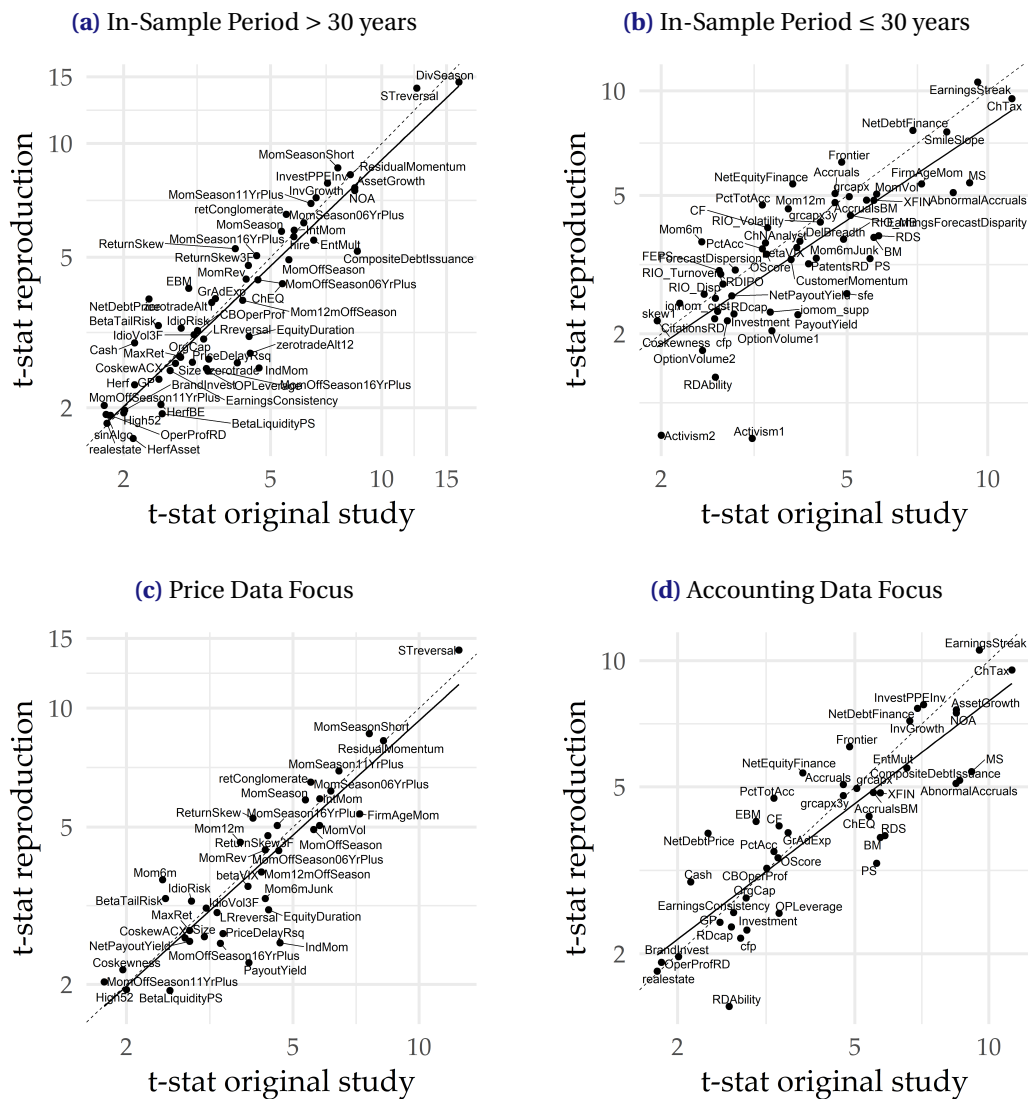 (a) In-Sample Period > 30 years
15
10
5
2
t-stat reproduction
DivSeason
STreversal
MomSeasonShort
ResidualMomentum
InvestPPEInv
AssetGrowth
MomSeason11YrPlus
InvGrowth
NOA
retConglomerate
MomSeason06YrPlus
MomSeason
IntMom
MomSeason16YrPlus
hire
EntMult
ReturnSkew
ReturnSkew3F
CompositeDebtIssuance
MomRev
MomOffSeason
EBM
MomOffSeason06YrPlus
GrAdExp
ChEQ
NetDebtPrice
zerotradeAlt1
Mom12mOffSeason
CBOperProf
BetaTailRisk
IdioRisk
IdioVol3F
LRreversal
EquityDuration
OrgCap
zerotradeAlt12
Cash
MaxRet
PriceDelayRsq
CoskewACX
Size
zerotrade
IndMom
Herf
GP
BrandInvest
OPLeverage
MomOffSeason16YrPlus
MomOffSeason11YrPlus
EarningsConsistency
High52
HerfBE
BetaLiquidityPS
sinAlgo
OperProfRD
realestate
HerfAsset
2
5
10
15
t-stat original study
(b) In-Sample Period ≤ 30 years
10
5
2
t-stat reproduction
EarningsStreak
ChTax
NetDebtFinance
SmileSlope
Frontier
Accruals
FirmAgeMom
MS
NetEquityFinance
grcapx
MomVol
PctTotAcc
Mom12m
XFIN
AbnormalAccruals
CF
AccrualsBM
RIO_Volatility
grcapx3y
RIO_MB
EarningsForecastDisparity
Mom6m
ChNAnalyst
DelBreadth
RDS
PctAcc
betaVIX
Mom6mJunk
BM
FEPS
ForecastDispersion
OScore
PatentsRD
PS
RIO_Turnover
RDIPO
CustomerMomentum
RIO_Disp
NetPayoutYield
sfe
iomom_cust
RDcap
iomom_supp
skew1
CitationsRD
Investment
PayoutYield
Coskewness
cfp
OptionVolume1
OptionVolume2
RDAbility
Activism2
Activism1
2
5
10
t-stat original study
(c) Price Data Focus
15
10
5
2
t-stat reproduction
STreversal
MomSeasonShort
ResidualMomentum
MomSeason11YrPlus
retConglomerate
MomSeason06YrPlus
MomSeason
IntMom
ReturnSkew
MomSeason16YrPlus
FirmAgeMom
Mom12m
MomVol
ReturnSkew3F
MomOffSeason
MomRev
MomOffSeason06YrPlus
Mom6m
betaVIX
Mom12mOffSeason
IdioRisk
Mom6mJunk
BetaTailRisk
IdioVol3F
MaxRet
LRreversal
EquityDuration
CoskewACX
Size
PriceDelayRsq
NetPayoutYield
IndMom
MomOffSeason16YrPlus
Coskewness
PayoutYield
MomOffSeason11YrPlus
High52
BetaLiquidityPS
2
5
10
t-stat original study
(d) Accounting Data Focus
10
5
2
t-stat reproduction
EarningsStreak
ChTax
InvestPPEInv
AssetGrowth
NetDebtFinance
NOA
InvGrowth
Frontier
EntMult
MS
NetEquityFinance
CompositeDebtIssuance
Accruals
grcapx
AbnormalAccruals
PctTotAcc
XFIN
grcapx3y
AccrualsBM
EBM
CF
ChEQ
RDS
NetDebtPrice
GrAdExp
BM
PctAcc
OScore
PS
Cash
CBOperProf
OrgCap
EarningsConsistency
OPLeverage
GP
Investment
RDcap
cfp
BrandInvest
OperProfRD
realestate
RDAbility
2
5
10
t-stat original study